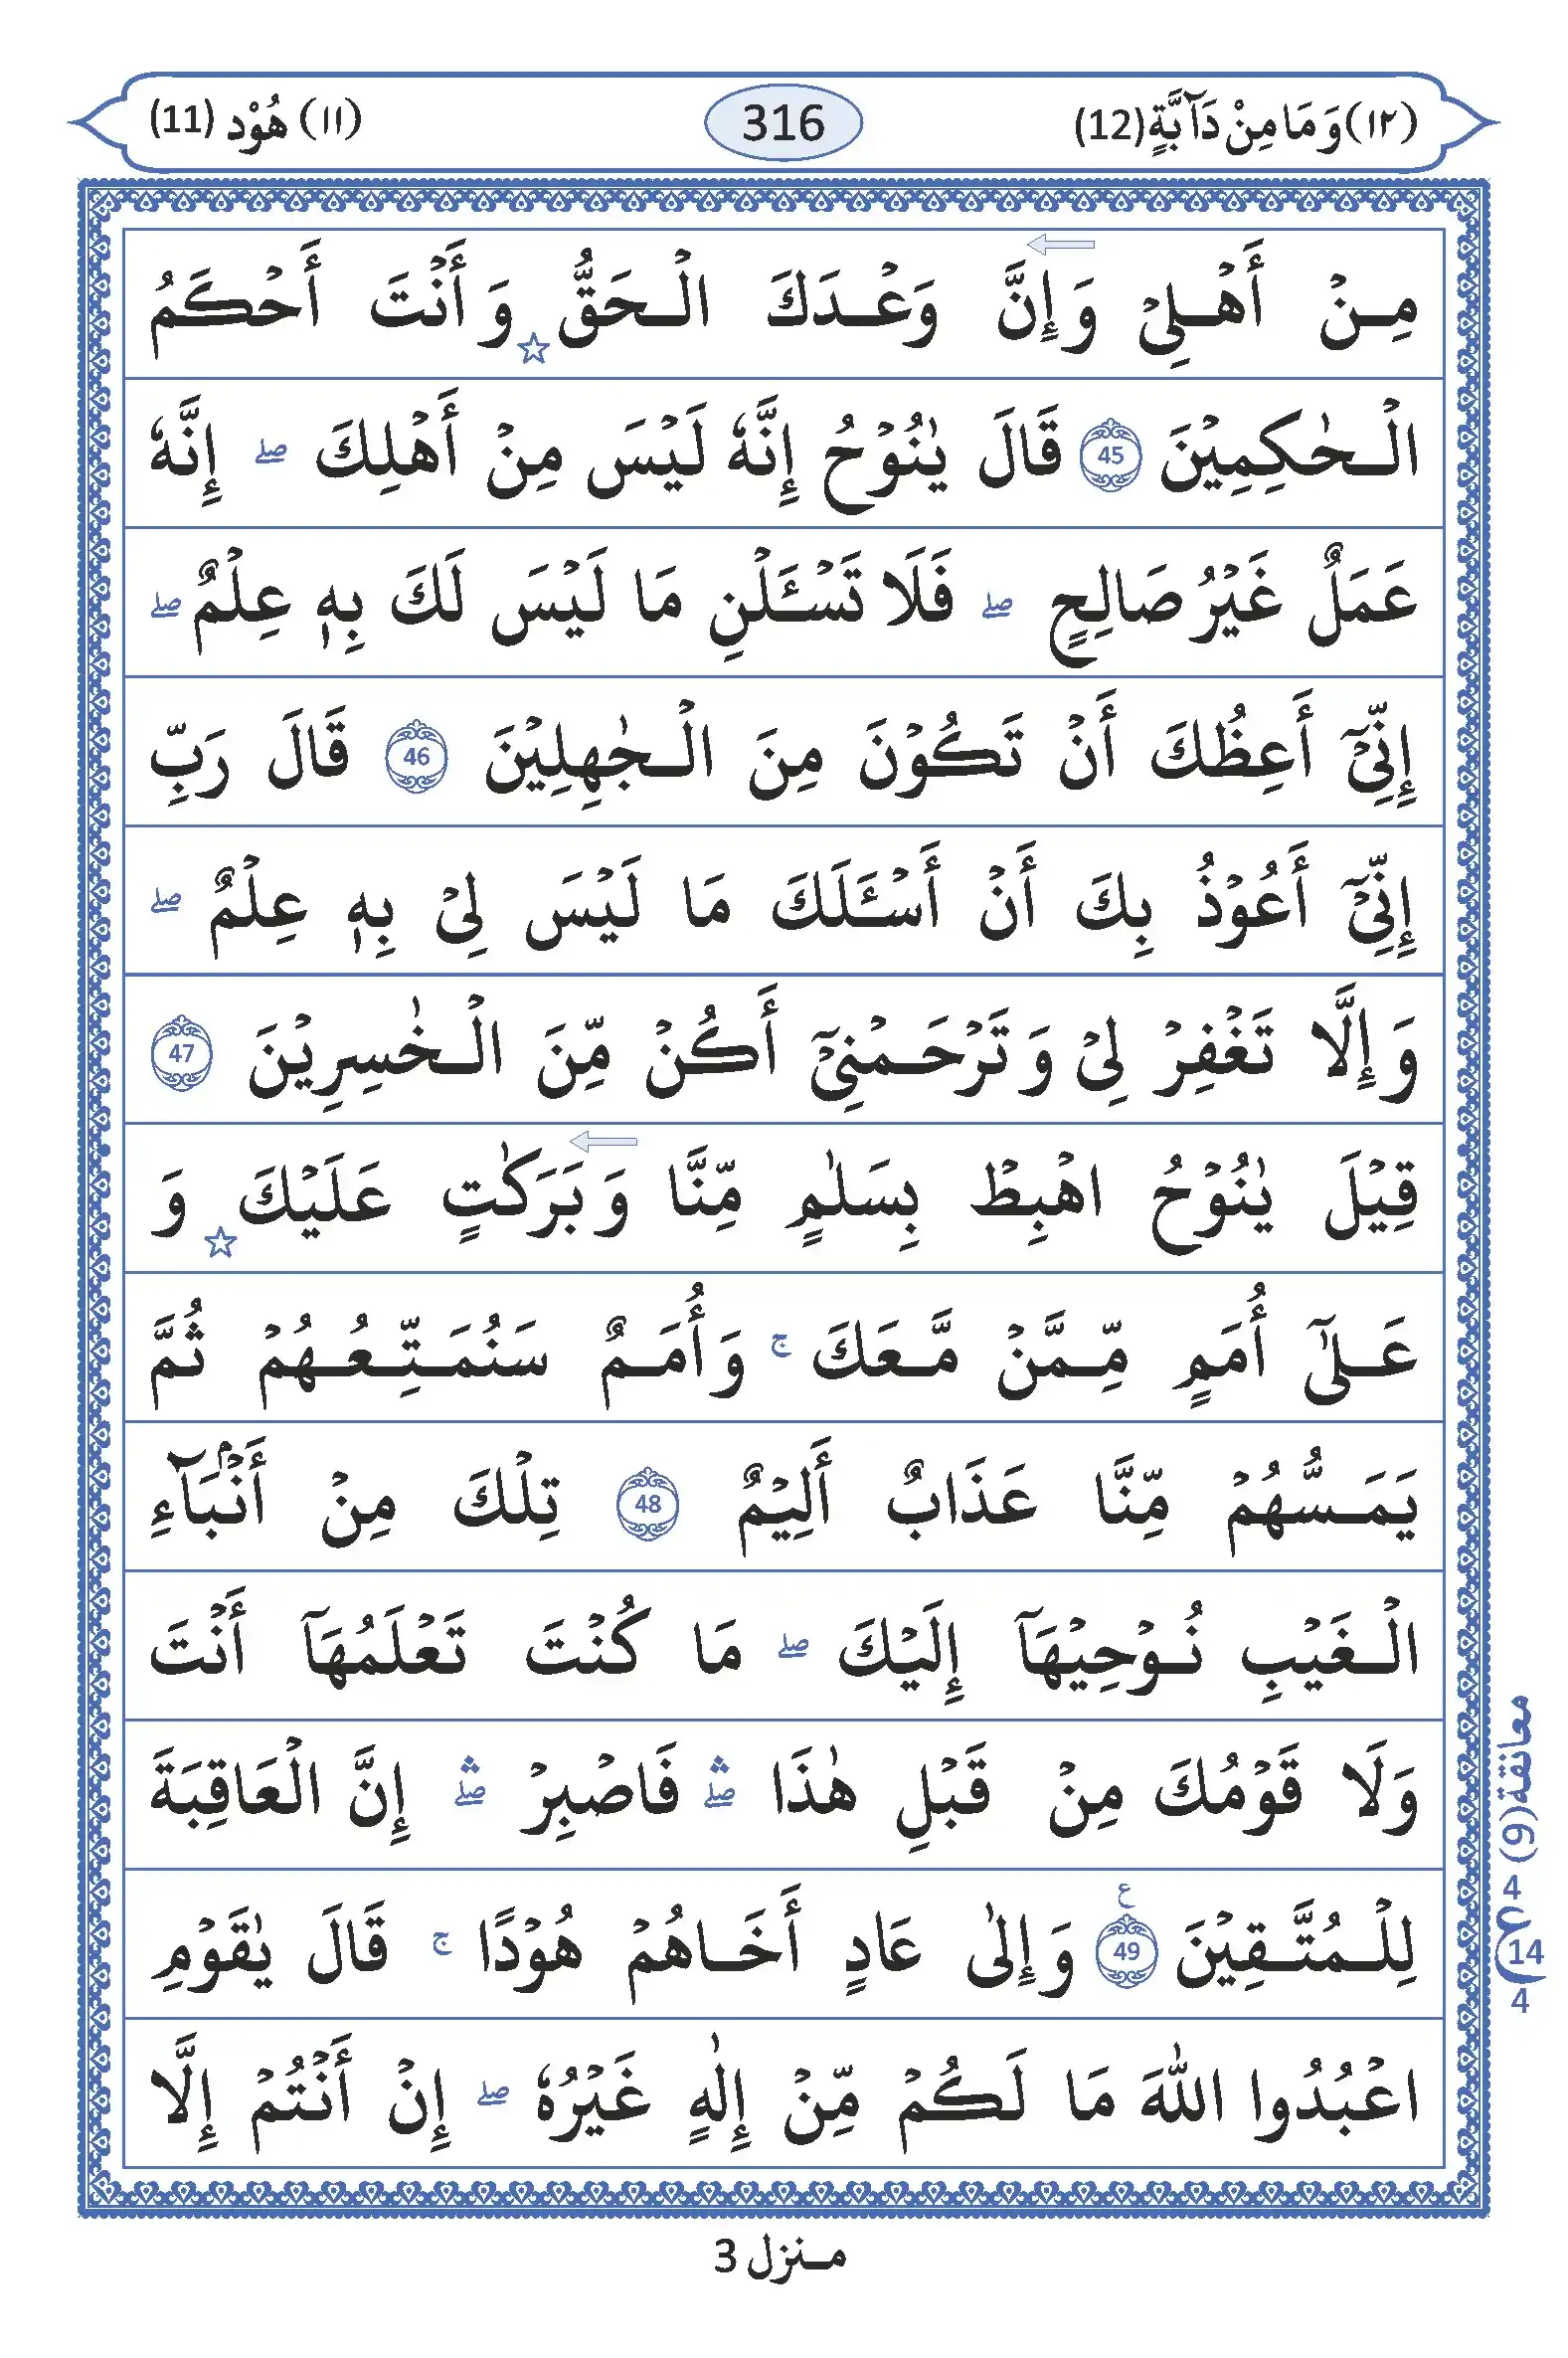 (١٢) وَمَا مِنْ دَآبَّةٍ (12)
316
(١١) هُوْد (11)
مِنْ أَهْلِيْ وَإِنَّ وَعْدَكَ الْحَقُّ ☆ وَأَنْتَ أَحْكَمُ
الْحٰكِمِيْنَ 45 قَالَ يٰنُوْحُ إِنَّهٗ لَيْسَ مِنْ أَهْلِكَ ۖ إِنَّهٗ
عَمَلٌ غَيْرُ صَالِحٍ ۖ فَلَا تَسْـَٔلْنِ مَا لَيْسَ لَكَ بِهٖ عِلْمٌ ۖ
إِنِّيْٓ أَعِظُكَ أَنْ تَكُوْنَ مِنَ الْجٰهِلِيْنَ 46 قَالَ رَبِّ
إِنِّيْٓ أَعُوْذُ بِكَ أَنْ أَسْـَٔلَكَ مَا لَيْسَ لِيْ بِهٖ عِلْمٌ ۖ
وَإِلَّا تَغْفِرْ لِيْ وَتَرْحَمْنِيْٓ أَكُنْ مِّنَ الْخٰسِرِيْنَ 47
قِيْلَ يٰنُوْحُ اهْبِطْ بِسَلٰمٍ مِّنَّا وَبَرَكٰتٍ عَلَيْكَ ☆ وَ
عَلٰٓى أُمَمٍ مِّمَّنْ مَّعَكَ ۚ وَأُمَمٌ سَنُمَتِّعُهُمْ ثُمَّ
يَمَسُّهُمْ مِّنَّا عَذَابٌ أَلِيْمٌ 48 تِلْكَ مِنْ أَنْۢبَآءِ
الْغَيْبِ نُوْحِيْهَآ إِلَيْكَ ۖ مَا كُنْتَ تَعْلَمُهَآ أَنْتَ
وَلَا قَوْمُكَ مِنْ قَبْلِ هٰذَا ۛۖ فَاصْبِرْ ۛۖ إِنَّ الْعَاقِبَةَ
لِلْمُتَّقِيْنَ 49 ع وَإِلٰى عَادٍ أَخَاهُمْ هُوْدًا ۚ قَالَ يٰقَوْمِ
اعْبُدُوا اللّٰهَ مَا لَكُمْ مِّنْ إِلٰهٍ غَيْرُهٗ ۖ إِنْ أَنْتُمْ إِلَّا
معانقة (9)
4
ع 14
4
منزل 3